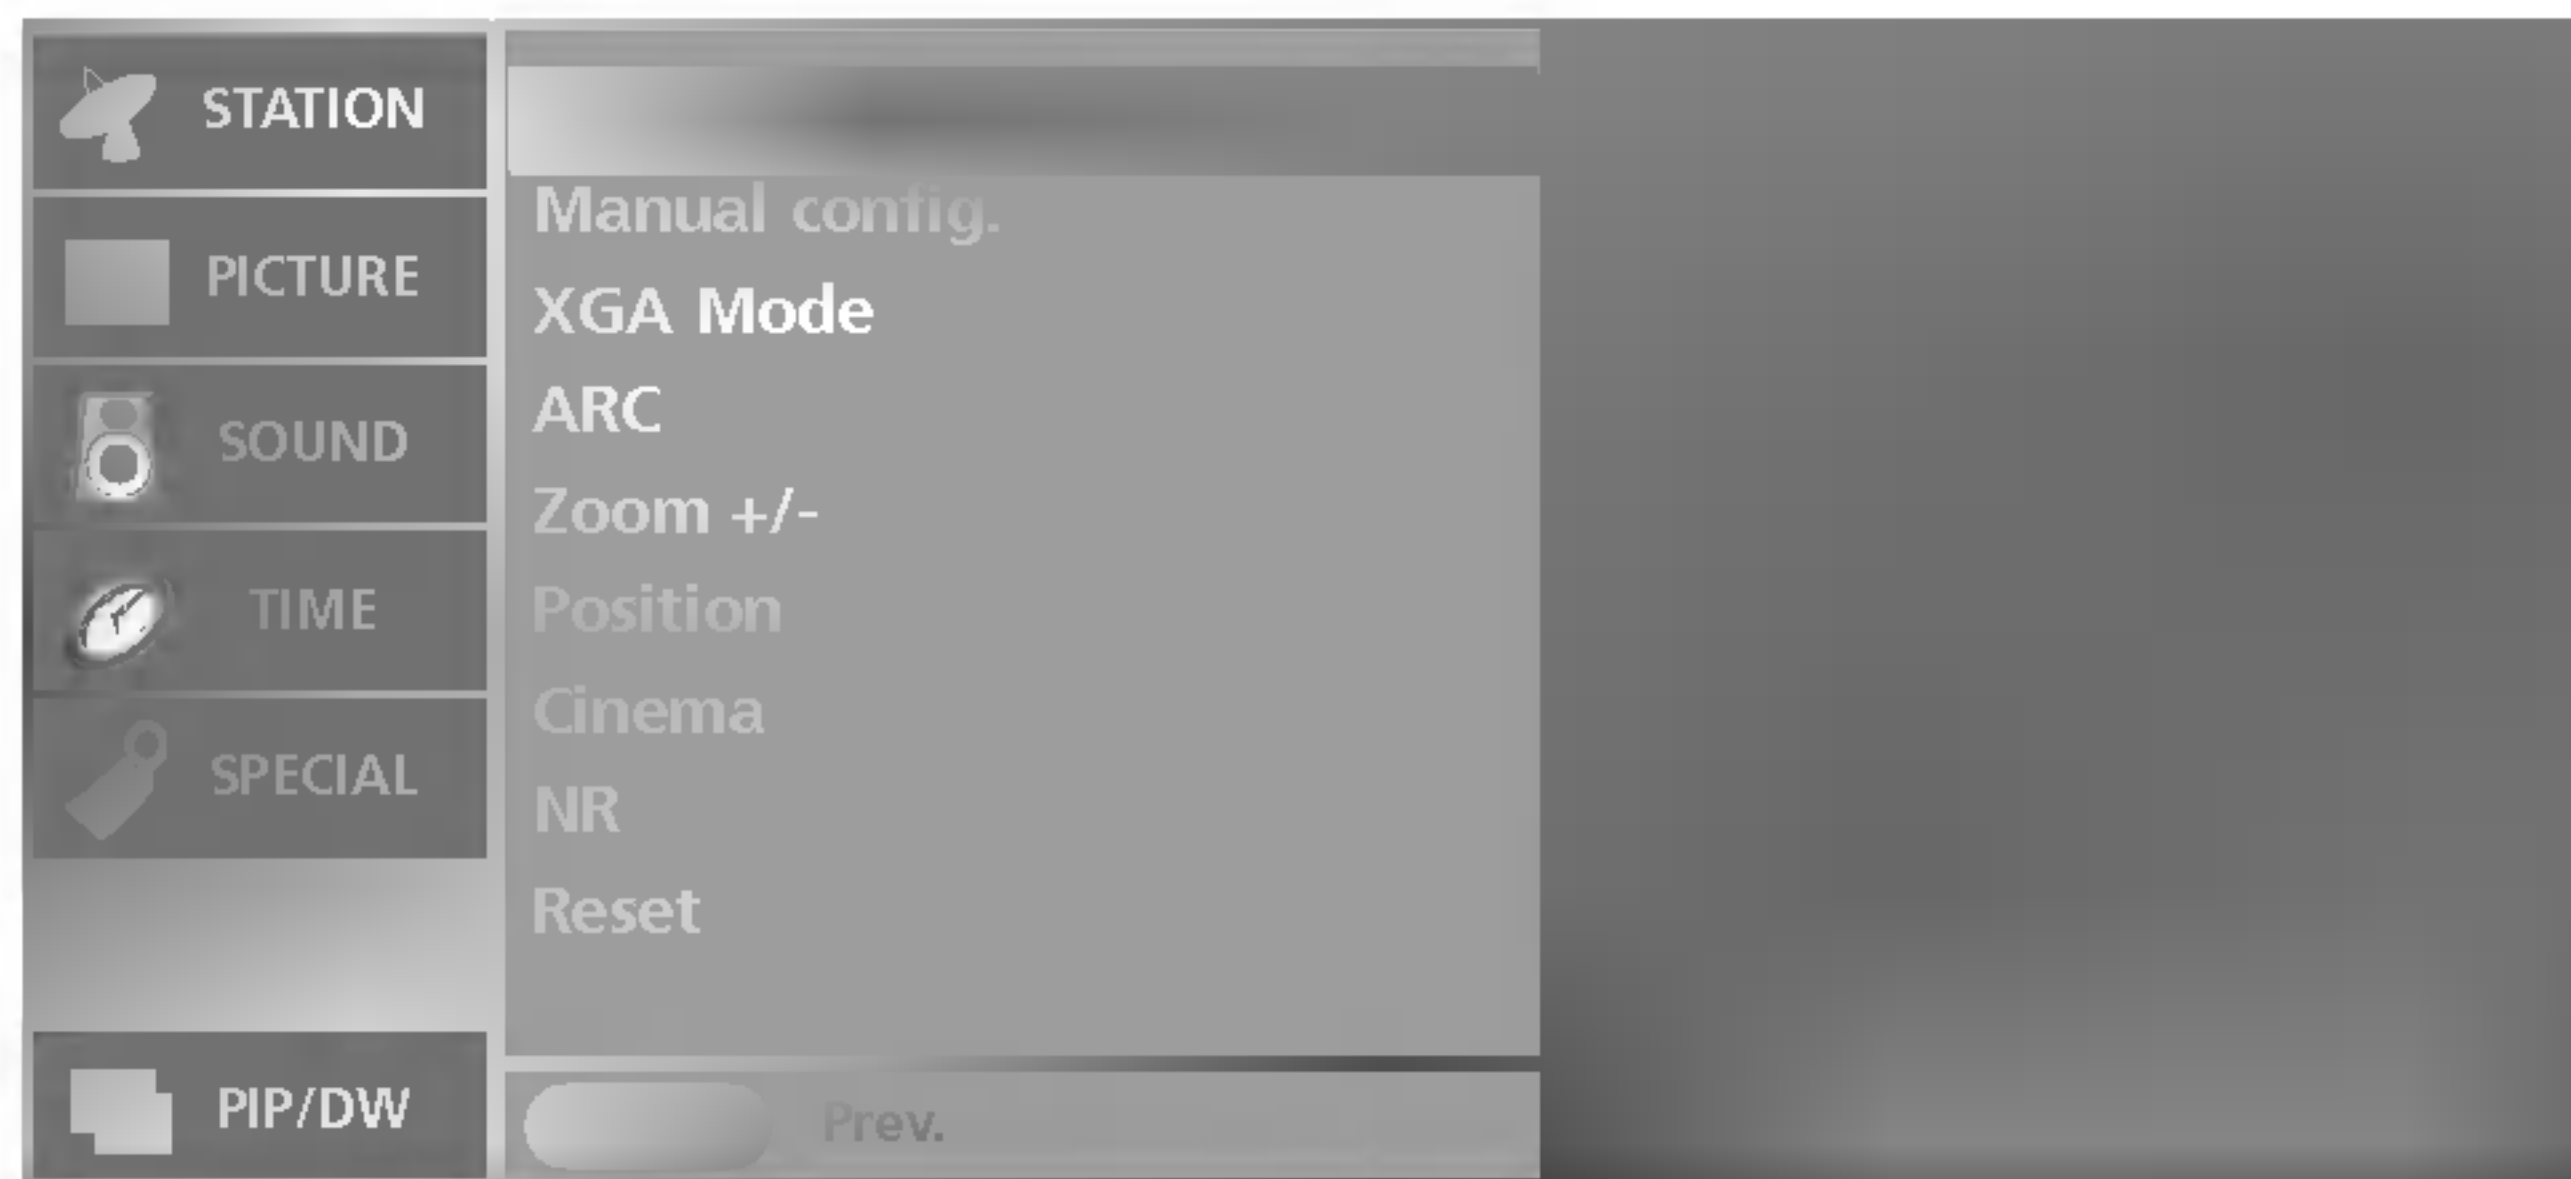 STATION
PICTURE
SOUND
TIME
SPECIAL
PIP/DW
Manual config.
XGA Mode
ARC
Zoom +/-
Position
Cinema
NR
Reset
Prev.